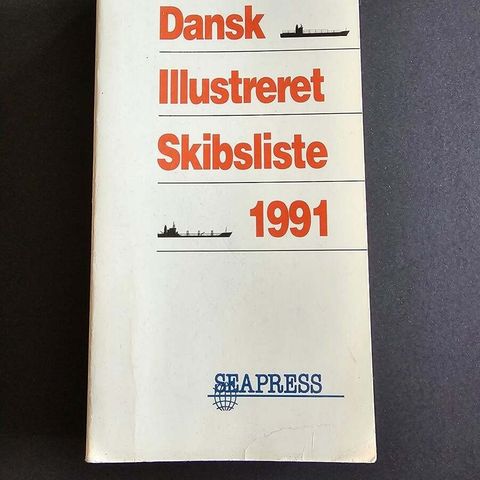 Dansk
Illustreret
Skibsliste
1991
SEAPRESS